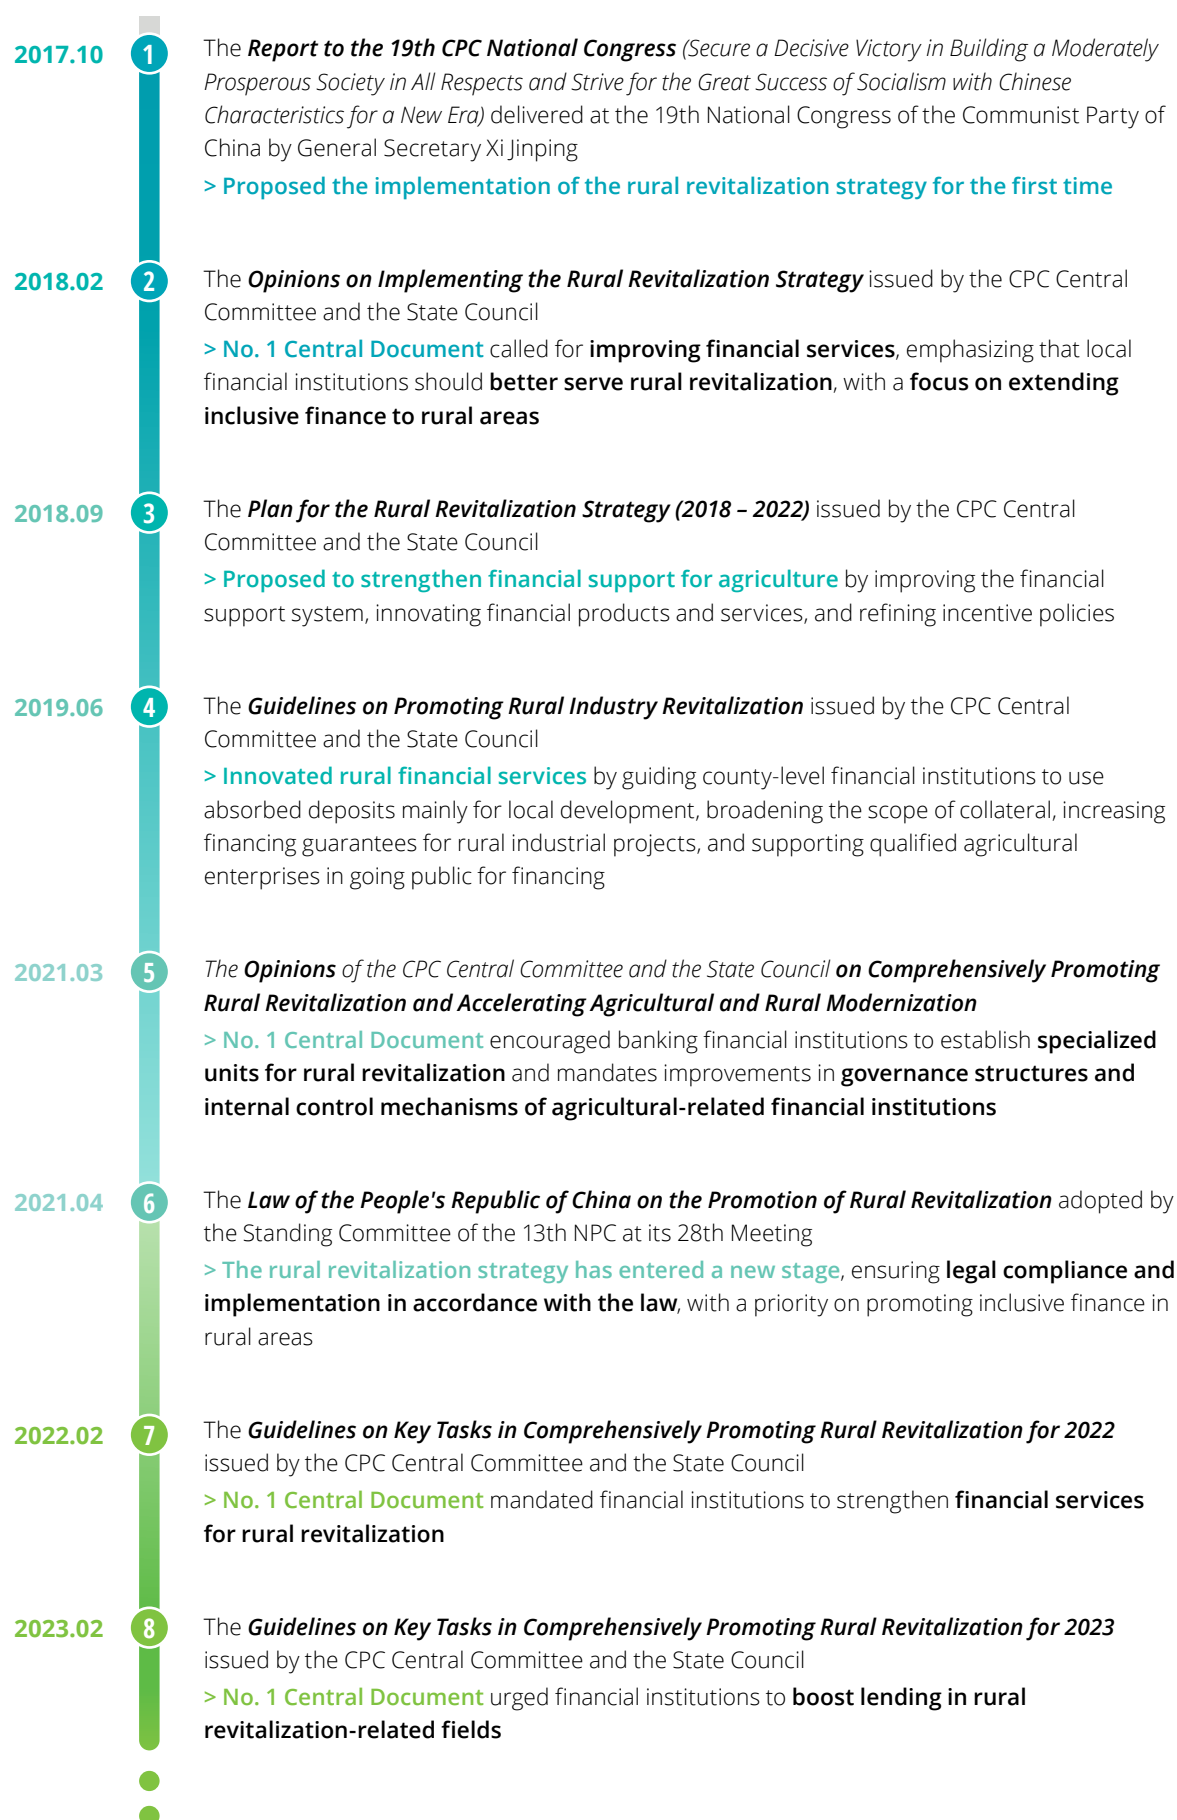 2017.10
1
The Report to the 19th CPC National Congress (Secure a Decisive Victory in Building a Moderately
Prosperous Society in All Respects and Strive for the Great Success of Socialism with Chinese
Characteristics for a New Era) delivered at the 19th National Congress of the Communist Party of
China by General Secretary Xi Jinping
> Proposed the implementation of the rural revitalization strategy for the first time
2018.02
2
The Opinions on Implementing the Rural Revitalization Strategy issued by the CPC Central
Committee and the State Council
> No. 1 Central Document called for improving financial services, emphasizing that local
financial institutions should better serve rural revitalization, with a focus on extending
inclusive finance to rural areas
2018.09
3
The Plan for the Rural Revitalization Strategy (2018 – 2022) issued by the CPC Central
Committee and the State Council
> Proposed to strengthen financial support for agriculture by improving the financial
support system, innovating financial products and services, and refining incentive policies
2019.06
4
The Guidelines on Promoting Rural Industry Revitalization issued by the CPC Central
Committee and the State Council
> Innovated rural financial services by guiding county-level financial institutions to use
absorbed deposits mainly for local development, broadening the scope of collateral, increasing
financing guarantees for rural industrial projects, and supporting qualified agricultural
enterprises in going public for financing
2021.03
5
The Opinions of the CPC Central Committee and the State Council on Comprehensively Promoting
Rural Revitalization and Accelerating Agricultural and Rural Modernization
> No. 1 Central Document encouraged banking financial institutions to establish specialized
units for rural revitalization and mandates improvements in governance structures and
internal control mechanisms of agricultural-related financial institutions
2021.04
6
The Law of the People's Republic of China on the Promotion of Rural Revitalization adopted by
the Standing Committee of the 13th NPC at its 28th Meeting
> The rural revitalization strategy has entered a new stage, ensuring legal compliance and
implementation in accordance with the law, with a priority on promoting inclusive finance in
rural areas
2022.02
7
The Guidelines on Key Tasks in Comprehensively Promoting Rural Revitalization for 2022
issued by the CPC Central Committee and the State Council
> No. 1 Central Document mandated financial institutions to strengthen financial services
for rural revitalization
2023.02
8
The Guidelines on Key Tasks in Comprehensively Promoting Rural Revitalization for 2023
issued by the CPC Central Committee and the State Council
> No. 1 Central Document urged financial institutions to boost lending in rural
revitalization-related fields